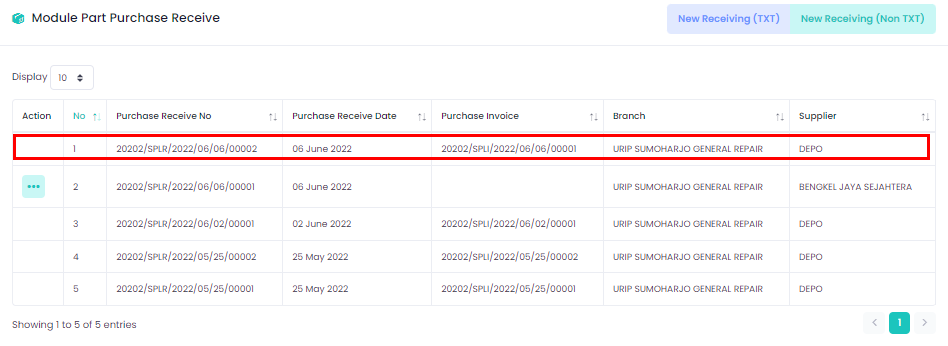 Module Part Purchase Receive
New Receiving (TXT) New Receiving (Non TXT)
Display 10
Action No Purchase Receive No Purchase Receive Date Purchase Invoice Branch Supplier
1 20202/SPLR/2022/06/06/00002 06 June 2022 20202/SPLI/2022/06/06/00001 URIP SUMOHARJO GENERAL REPAIR DEPO
2 20202/SPLR/2022/06/06/00001 06 June 2022 URIP SUMOHARJO GENERAL REPAIR BENGKEL JAYA SEJAHTERA
3 20202/SPLR/2022/06/02/00001 02 June 2022 20202/SPLI/2022/06/02/00001 URIP SUMOHARJO GENERAL REPAIR DEPO
4 20202/SPLR/2022/05/25/00002 25 May 2022 20202/SPLI/2022/05/25/00002 URIP SUMOHARJO GENERAL REPAIR DEPO
5 20202/SPLR/2022/05/25/00001 25 May 2022 20202/SPLI/2022/05/25/00001 URIP SUMOHARJO GENERAL REPAIR DEPO
Showing 1 to 5 of 5 entries
1